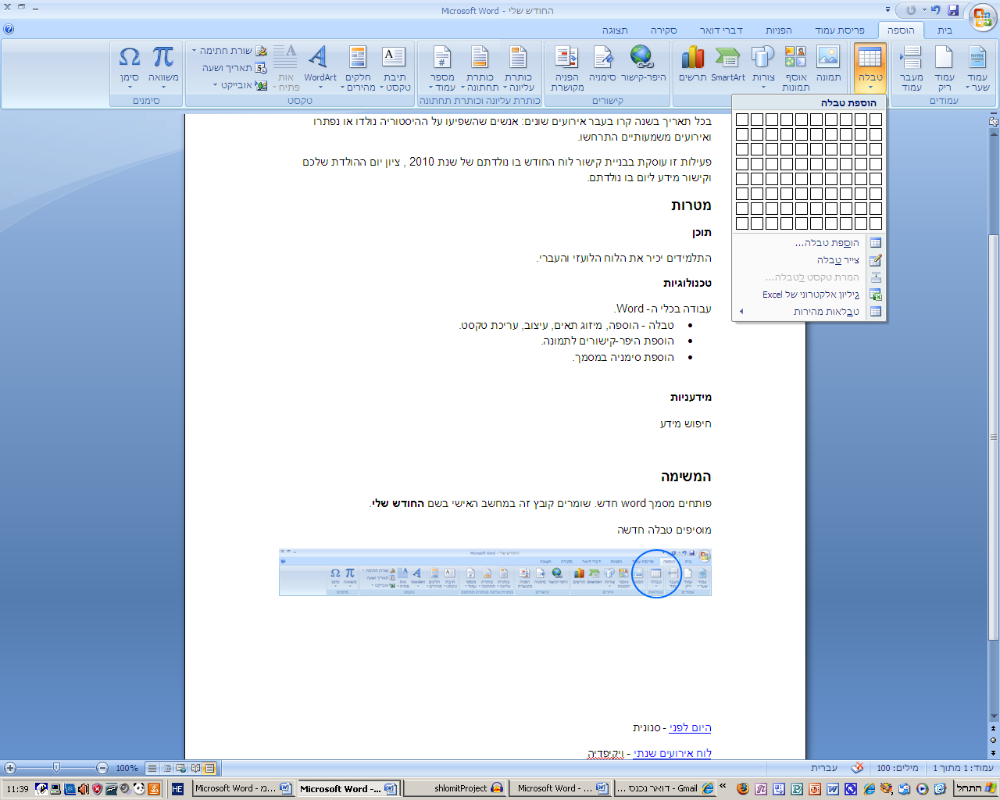 החודש שלי - Microsoft Word
בית הוספה פריסת עמוד הפניות דברי דואר סקירה תצוגה
עמוד שער עמוד ריק מעבר עמוד
עמודים
טבלה
תמונה אוסף תמונות צורות SmartArt תרשים
היפר-קישור סימניה הפניה מקושרת
קישורים
כותרת עליונה כותרת תחתונה מספר עמוד
כותרת עליונה וכותרת תחתונה
תיבת טקסט חלקים מהירים WordArt אות פתיח
שורת חתימה
תאריך ושעה
אובייקט
טקסט
משוואה סימן
סימנים
הוספת טבלה
הוספת טבלה...
צייר טבלה
המרת טקסט לטבלה...
גיליון אלקטרוני של Excel
טבלאות מהירות
בכל תאריך בשנה קרו בעבר אירועים שונים: אנשים שהשפיעו על ההיסטוריה נולדו או נפתרו
ואירועים משמעותיים התרחשו.
פעילות זו עוסקת בבניית קישור לוח החודש בו נולדתם של שנת 2010 , ציון יום ההולדת שלכם
וקישור מידע ליום בו נולדתם.
מטרות
תוכן
התלמידים יכיר את הלוח הלועזי והעברי.
טכנולוגיות
עבודה בכלי ה- Word.
• טבלה - הוספה, מיזוג תאים, עיצוב, עריכת טקסט.
• הוספת היפר-קישורים לתמונה.
• הוספת סימניה במסמך.
מידעניות
חיפוש מידע
המשימה
פותחים מסמך word חדש. שומרים קובץ זה במחשב האישי בשם החודש שלי.
מוסיפים טבלה חדשה
היום לפני - סנונית
לוח אירועים שנתי - ויקיפדיה
עמוד: 1 מתוך 1 מילים: 100 עברית 100%
התחל דואר נכנס - Gmail ... Microsoft Word - ... shlomitProject Microsoft Word -... Microsoft Word - מ... HE 11:39